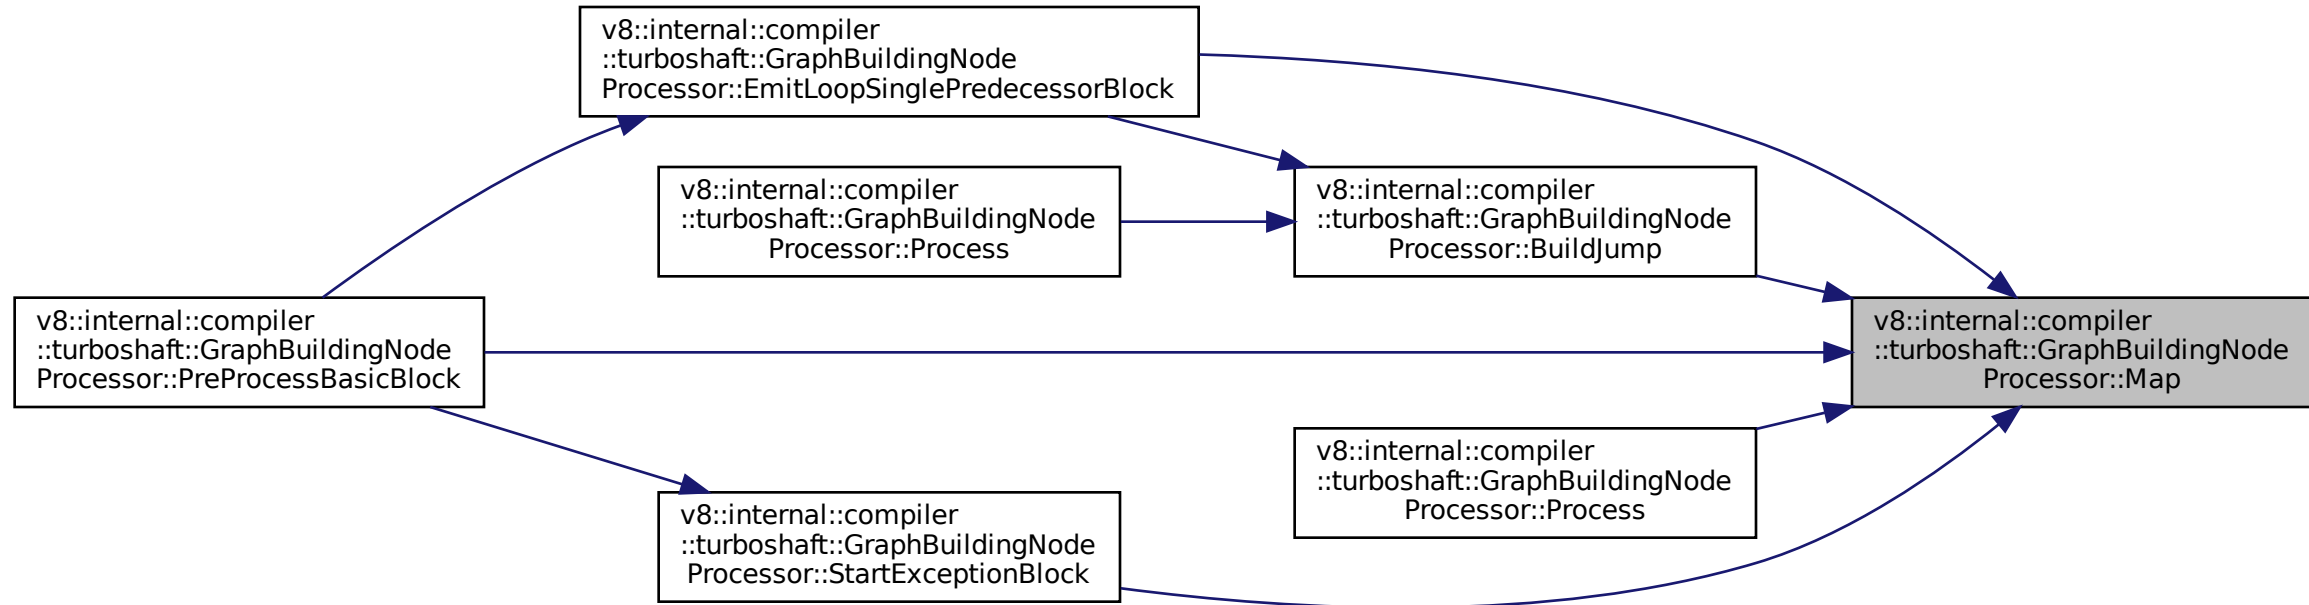 v8::internal::compiler
::turboshaft::GraphBuildingNode
Processor::EmitLoopSinglePredecessorBlock
v8::internal::compiler
::turboshaft::GraphBuildingNode
Processor::Process
v8::internal::compiler
::turboshaft::GraphBuildingNode
Processor::BuildJump
v8::internal::compiler
::turboshaft::GraphBuildingNode
Processor::PreProcessBasicBlock
v8::internal::compiler
::turboshaft::GraphBuildingNode
Processor::Map
v8::internal::compiler
::turboshaft::GraphBuildingNode
Processor::Process
v8::internal::compiler
::turboshaft::GraphBuildingNode
Processor::StartExceptionBlock